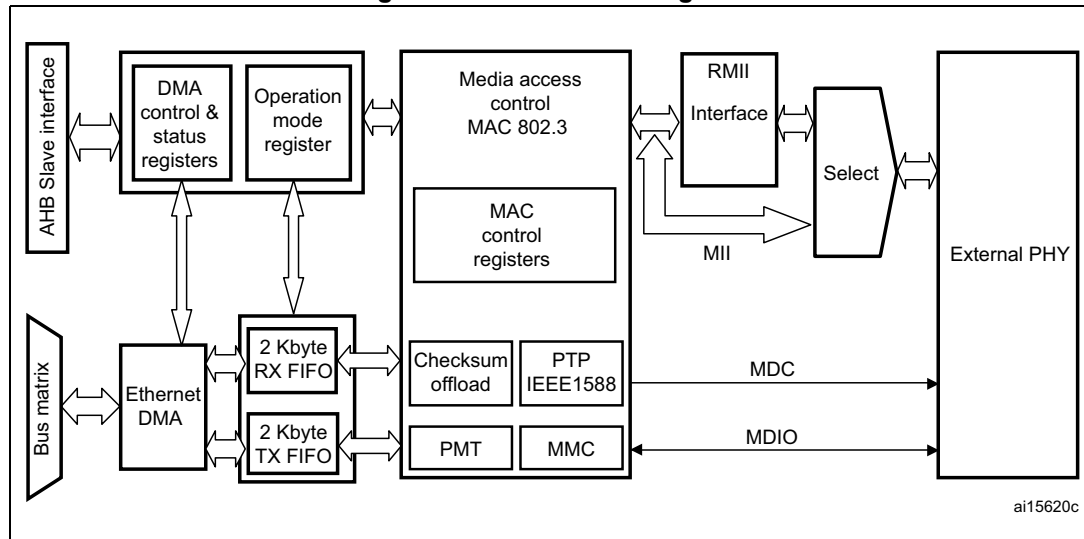 AHB Slave interface
DMA
control &
status
registers
Operation
mode
register
Media access
control
MAC 802.3
RMII
Interface
Select
MII
External PHY
MAC
control
registers
Bus matrix
Ethernet
DMA
2 Kbyte
RX FIFO
2 Kbyte
TX FIFO
Checksum
offload
PTP
IEEE1588
PMT
MMC
MDC
MDIO
ai15620c